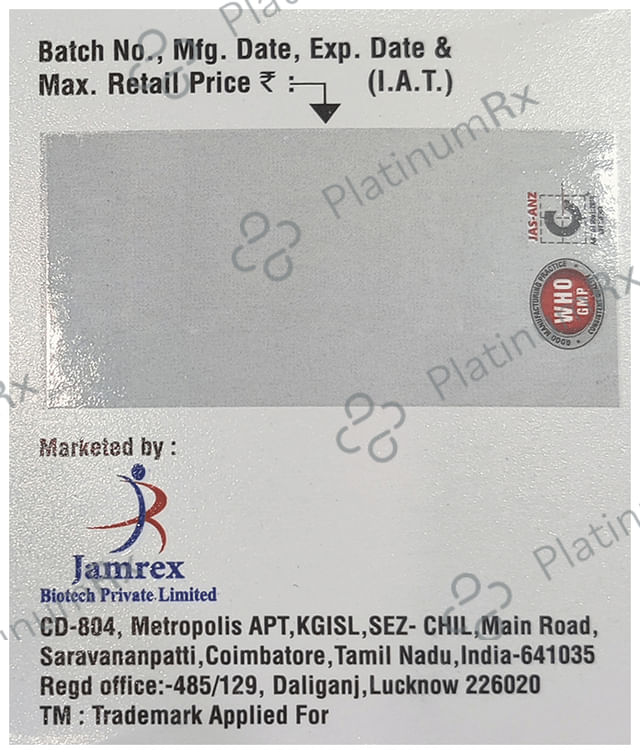 Batch No., Mfg. Date, Exp. Date &
Max. Retail Price ₹ : (I.A.T.)
JAS-ANZ
GOOD MANUFACTURING PRACTICE
WHO
GMP
Marketed by :
Jamrex
Biotech Private Limited
CD-804, Metropolis APT,KGISL,SEZ- CHIL,Main Road,
Saravananpatti,Coimbatore,Tamil Nadu,India-641035
Regd office:-485/129, Daliganj,Lucknow 226020
TM : Trademark Applied For
PlatinumRx